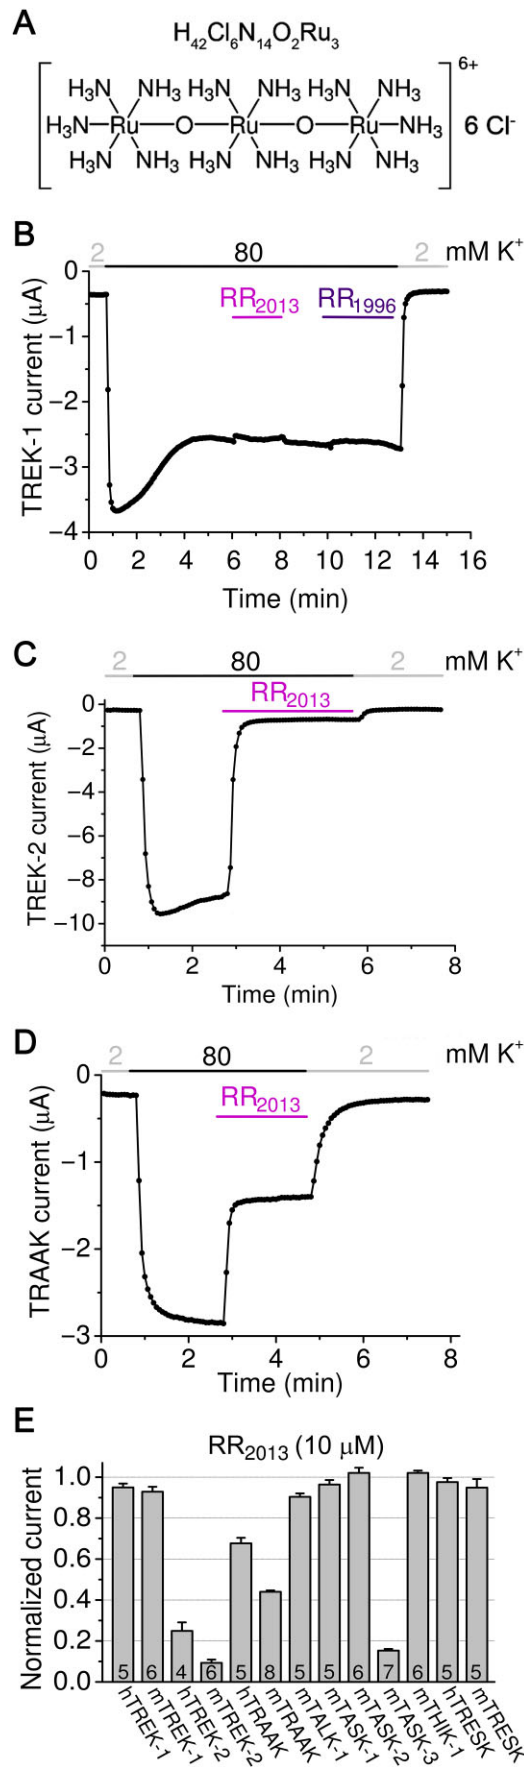 A
H42Cl6N14O2Ru3
6+
H3N NH3 H3N NH3 H3N NH3
H3N—Ru—O—Ru—O—Ru—NH3 6 Cl-
H3N NH3 H3N NH3 H3N NH3
B
2 80 2 mM K+
RR2013 RR1996
TREK-1 current (μA)
0
−1
−2
−3
−4
0 2 4 6 8 10 12 14 16
Time (min)
C
2 80 2 mM K+
RR2013
TREK-2 current (μA)
0
−2
−4
−6
−8
−10
0 2 4 6 8
Time (min)
D
2 80 2 mM K+
RR2013
TRAAK current (μA)
0
−1
−2
−3
0 2 4 6 8
Time (min)
E
RR2013 (10 μM)
Normalized current
1.0
0.8
0.6
0.4
0.2
0.0
5 6 4 6 5 8 5 5 6 7 6 5 5
hTREK-1
mTREK-1
hTREK-2
mTREK-2
hTRAAK
mTRAAK
mTALK-1
mTASK-1
mTASK-2
mTASK-3
mTHIK-1
hTRESK
mTRESK